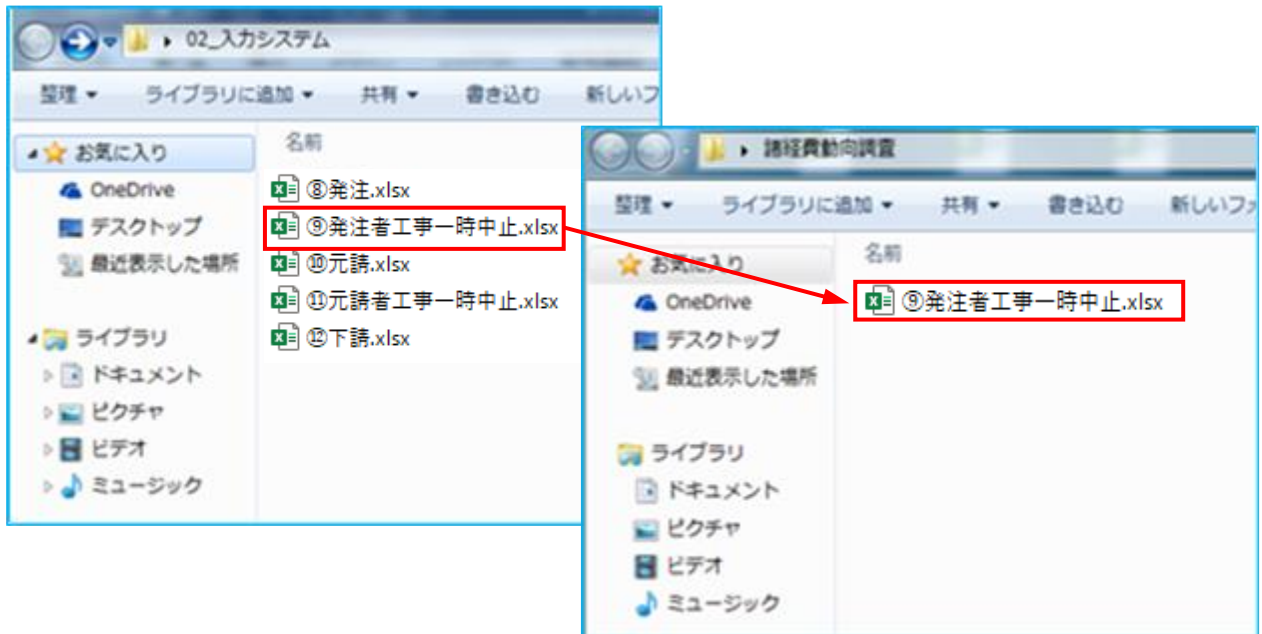 02_入力システム
整理 ライブラリに追加 共有 書き込む 新しいフ
名前
お気に入り
OneDrive
デスクトップ
最近表示した場所
ライブラリ
ドキュメント
ピクチャ
ビデオ
ミュージック
⑧発注.xlsx
⑨発注者工事一時中止.xlsx
⑩元請.xlsx
⑪元請者工事一時中止.xlsx
⑫下請.xlsx
諸経費動向調査
整理 ライブラリに追加 共有 書き込む 新しいフォ
名前
お気に入り
OneDrive
デスクトップ
最近表示した場所
ライブラリ
ドキュメント
ピクチャ
ビデオ
ミュージック
⑨発注者工事一時中止.xlsx